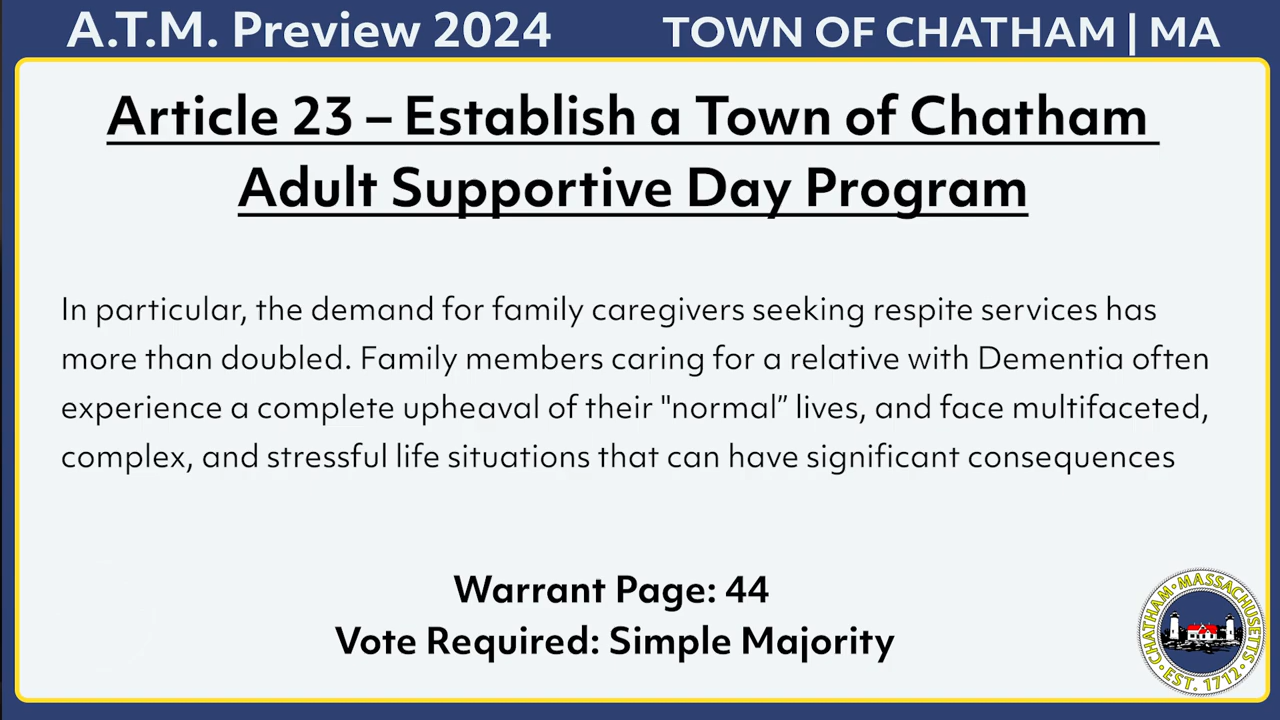 A.T.M. Preview 2024
TOWN OF CHATHAM | MA
Article 23 – Establish a Town of Chatham
Adult Supportive Day Program
In particular, the demand for family caregivers seeking respite services has
more than doubled. Family members caring for a relative with Dementia often
experience a complete upheaval of their "normal” lives, and face multifaceted,
complex, and stressful life situations that can have significant consequences
Warrant Page: 44
Vote Required: Simple Majority
CHATHAM · MASSACHUSETTS ·
EST. 1712